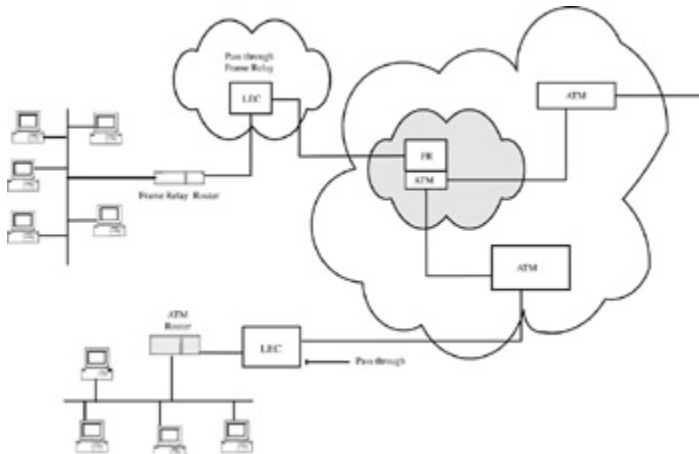 Pass through
Frame Relay
LEC
ATM
FR
ATM
Frame Relay Router
ATM
ATM
Router
LEC
Pass through